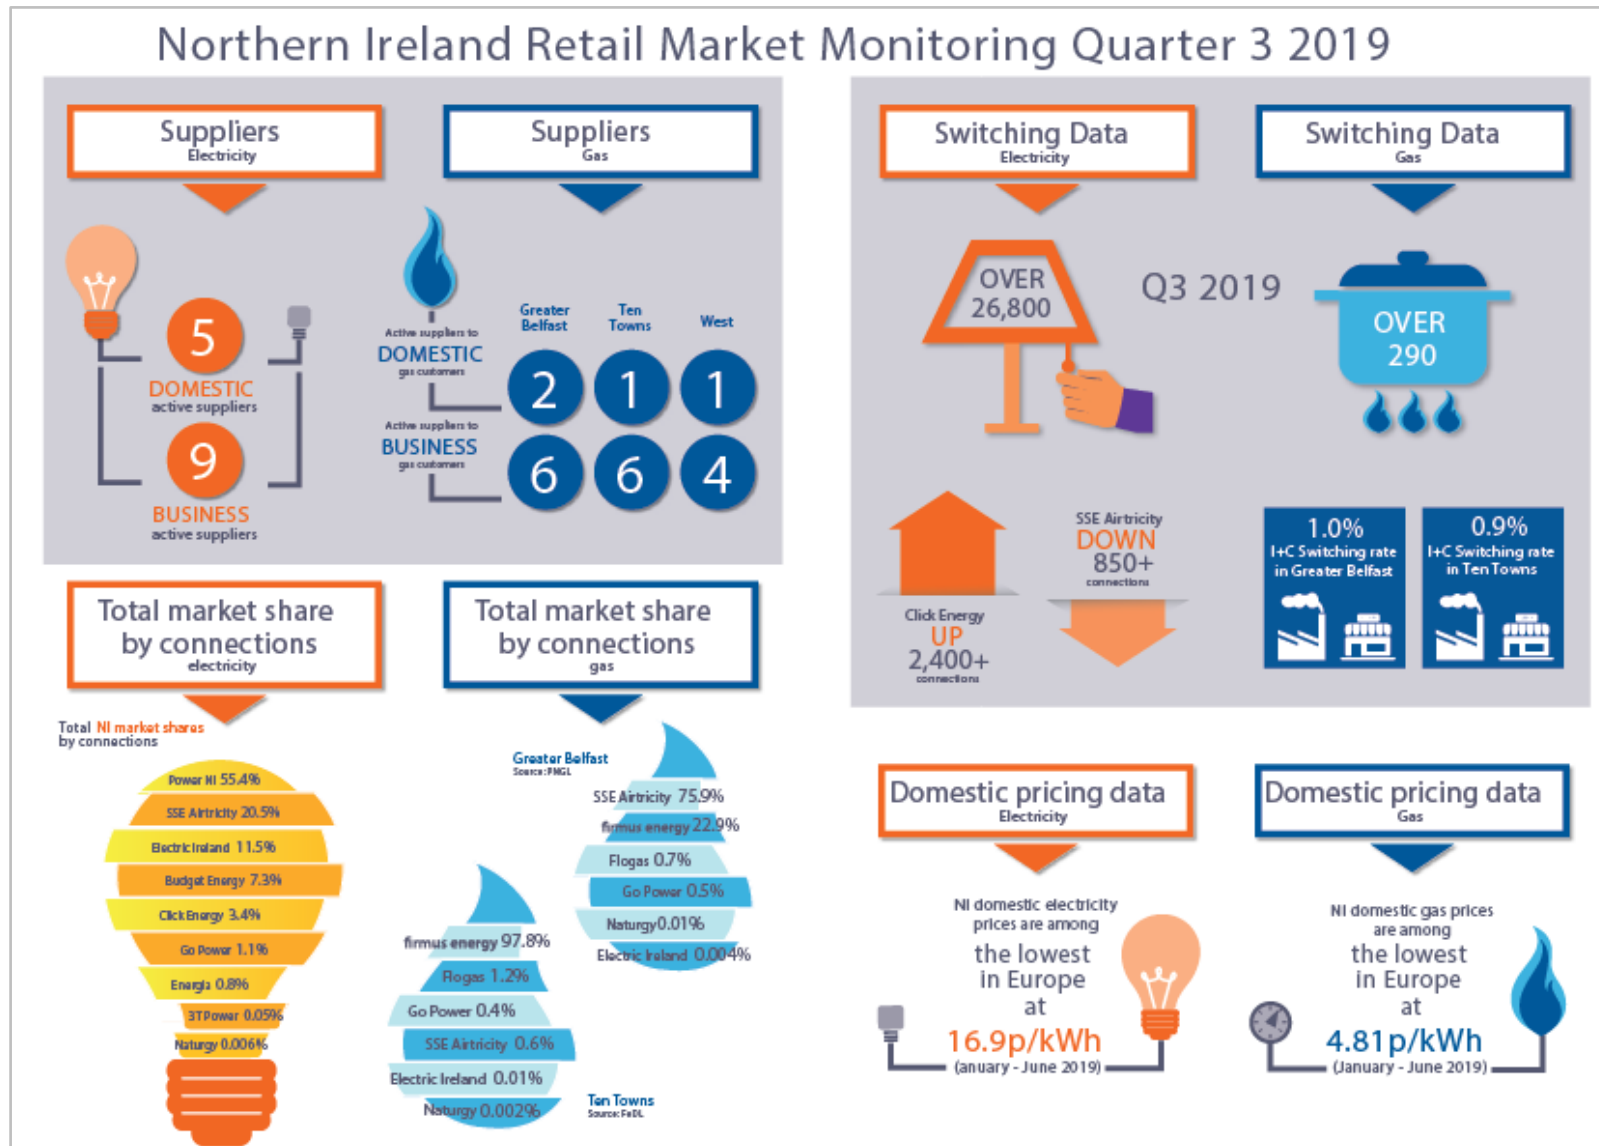 Northern Ireland Retail Market Monitoring Quarter 3 2019
Suppliers
Electricity
5
DOMESTIC
active suppliers
9
BUSINESS
active suppliers
Suppliers
Gas
Greater
Belfast
Ten
Towns
West
Active suppliers to
DOMESTIC
gas customers
2
1
1
Active suppliers to
BUSINESS
gas customers
6
6
4
Switching Data
Electricity
Switching Data
Gas
OVER
26,800
Q3 2019
OVER
290
Click Energy
UP
2,400+
connections
SSE Airtricity
DOWN
850+
connections
1.0%
I+C Switching rate
in Greater Belfast
0.9%
I+C Switching rate
in Ten Towns
Total market share
by connections
electricity
Total NI market shares
by connections
Power NI 55.4%
SSE Airtricity 20.5%
Electric Ireland 11.5%
Budget Energy 7.3%
Click Energy 3.4%
Go Power 1.1%
Energia 0.8%
3TPower 0.05%
Naturgy 0.006%
Total market share
by connections
gas
Greater Belfast
Source: PNGL
SSE Airtricity 75.9%
firmus energy 22.9%
Flogas 0.7%
Go Power 0.5%
Naturgy0.01%
Electric Ireland 0.004%
firmus energy 97.8%
Flogas 1.2%
Go Power 0.4%
SSE Airtricity 0.6%
Electric Ireland 0.01%
Naturgy 0.002%
Ten Towns
Source: FeDL
Domestic pricing data
Electricity
NI domestic electricity
prices are among
the lowest
in Europe
at
16.9p/kWh
(anuary - June 2019)
Domestic pricing data
Gas
NI domestic gas prices
are among
the lowest
in Europe
at
4.81p/kWh
(January - June 2019)